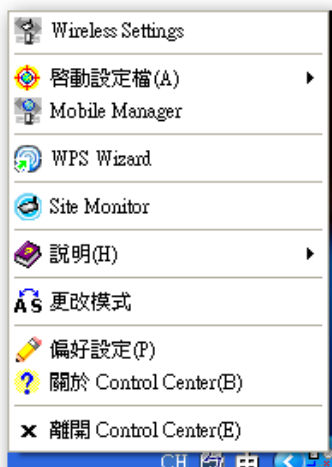 Wireless Settings
啓動設定檔(A)
Mobile Manager
WPS Wizard
Site Monitor
說明(H)
更改模式
偏好設定(P)
關於 Control Center(B)
離開 Control Center(E)
CH